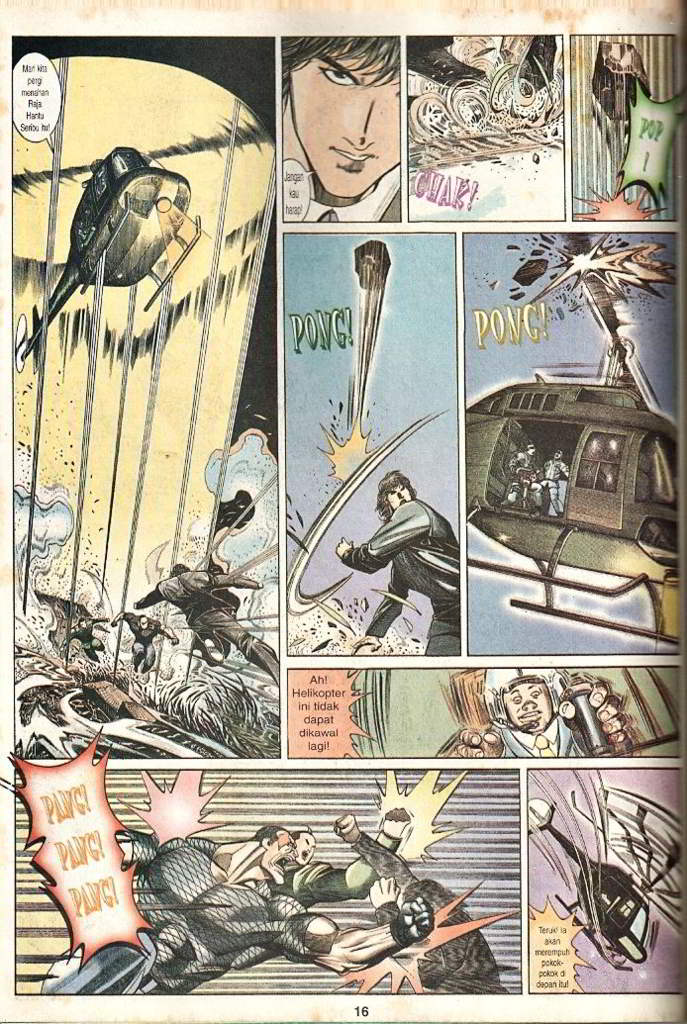 Mari kita
pergi
menahan
Raja
Hantu
Seribu itu!
Jangan
kau
harap!
CHAK!
POP
!
PONG!
PONG!
Ah!
Helikopter
ini tidak
dapat
dikawal
lagi!
PANG!
PANG!
PANG!
Teruk! Ia
akan
merempuh
pokok-
pokok di
depan itu!
16